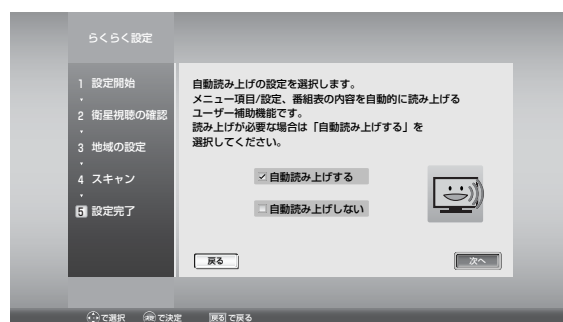 らくらく設定
1 設定開始
2 衛星視聴の確認
3 地域の設定
4 スキャン
5 設定完了
自動読み上げの設定を選択します。
メニュー項目/設定、番組表の内容を自動的に読み上げる
ユーザー補助機能です。
読み上げが必要な場合は「自動読み上げする」を
選択してください。
自動読み上げする
自動読み上げしない
戻る
次へ
で選択 決定 で決定 戻る で戻る